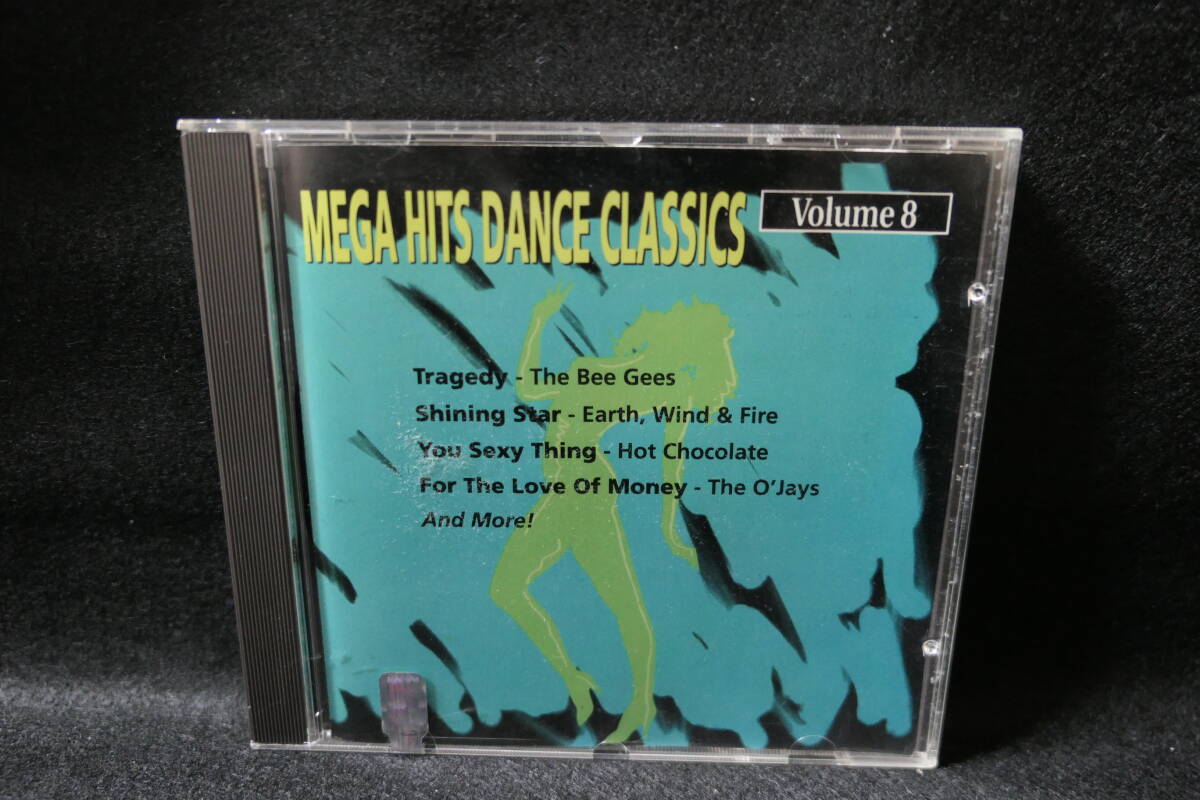 MEGA HITS DANCE CLASSICS
Volume 8
Tragedy - The Bee Gees
Shining Star - Earth, Wind & Fire
You Sexy Thing - Hot Chocolate
For The Love Of Money - The O'Jays
And More!